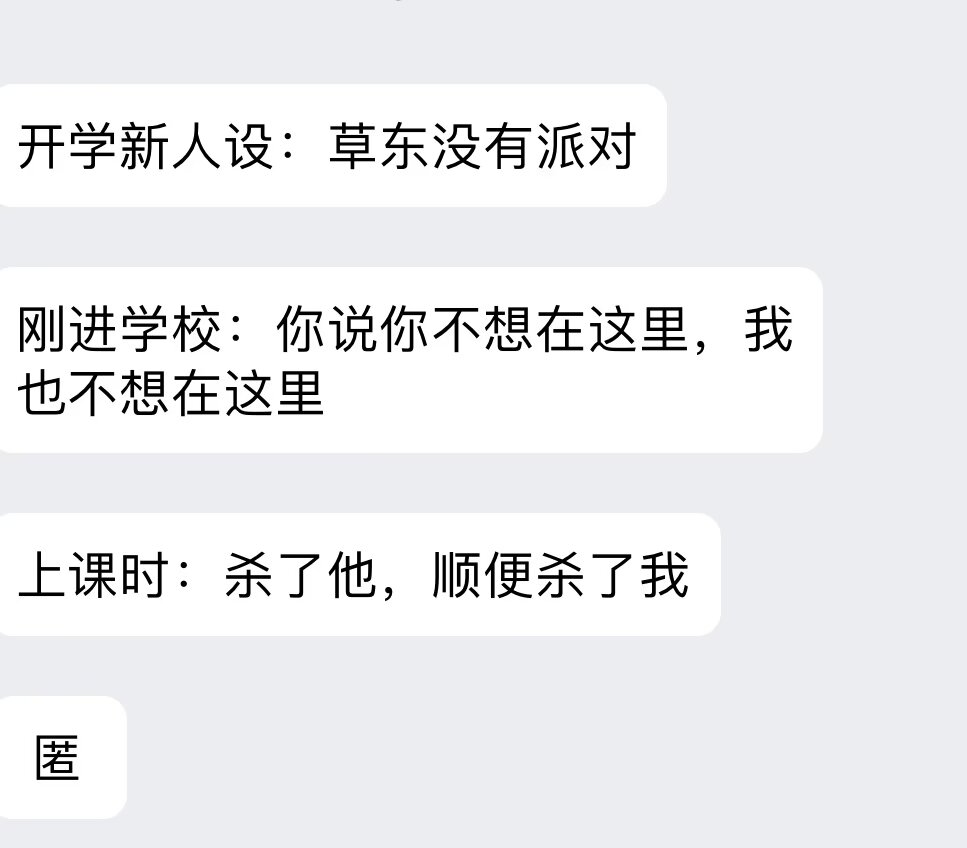 开学新人设：草东没有派对
刚进学校：你说你不想在这里，我
也不想在这里
上课时：杀了他，顺便杀了我
匿